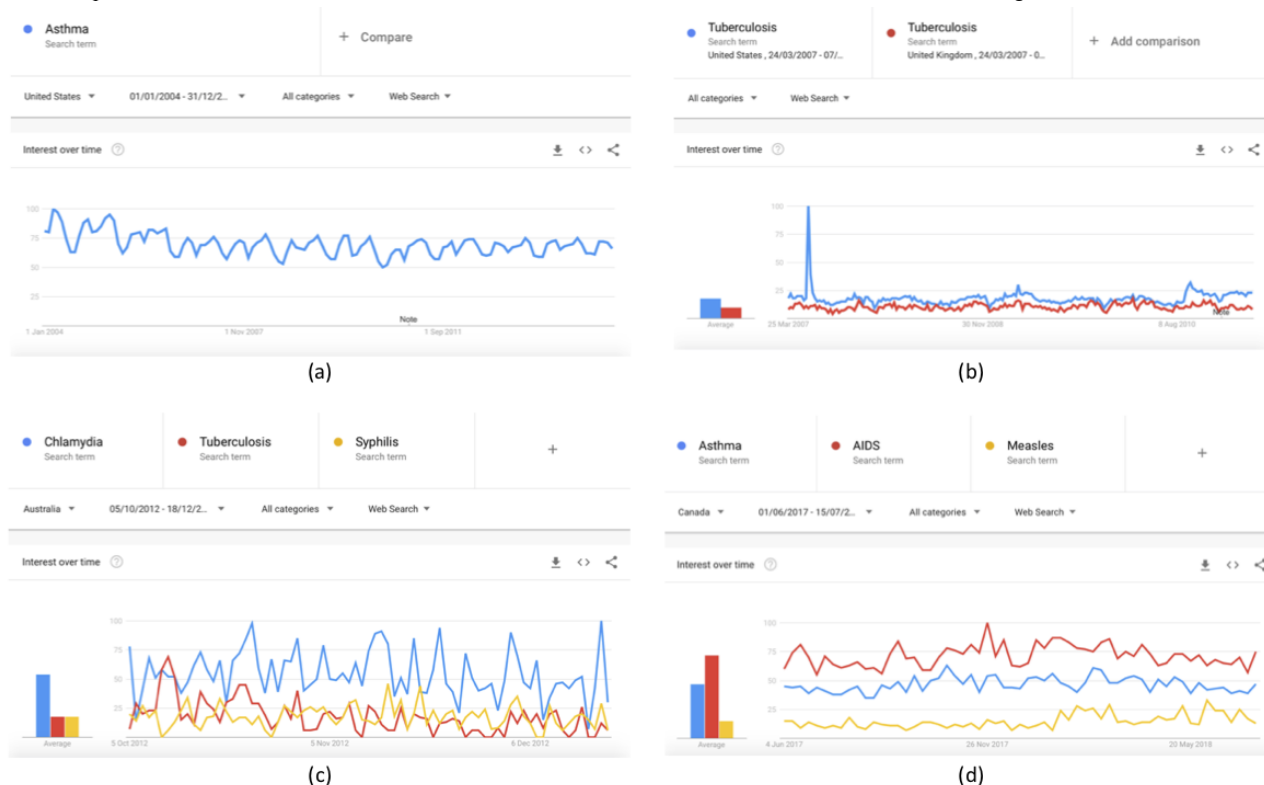 Asthma
Search term
+ Compare
United States 01/01/2004 - 31/12/2... All categories Web Search
Interest over time
100
75
50
25
Note
1 Jan 2004 1 Nov 2007 1 Sep 2011
(a)
Tuberculosis Tuberculosis
Search term Search term + Add comparison
United States , 24/03/2007 - 07/... United Kingdom , 24/03/2007 - 0...
All categories Web Search
Interest over time
100
75
50
25
Note
Average 25 Mar 2007 30 Nov 2008 8 Aug 2010
(b)
Chlamydia Tuberculosis Syphilis
Search term Search term Search term +
Australia 05/10/2012 - 18/12/2... All categories Web Search
Interest over time
100
75
50
25
Average 5 Oct 2012 5 Nov 2012 6 Dec 2012
(c)
Asthma AIDS Measles
Search term Search term Search term +
Canada 01/06/2017 - 15/07/2... All categories Web Search
Interest over time
100
75
50
25
Average 4 Jun 2017 26 Nov 2017 20 May 2018
(d)